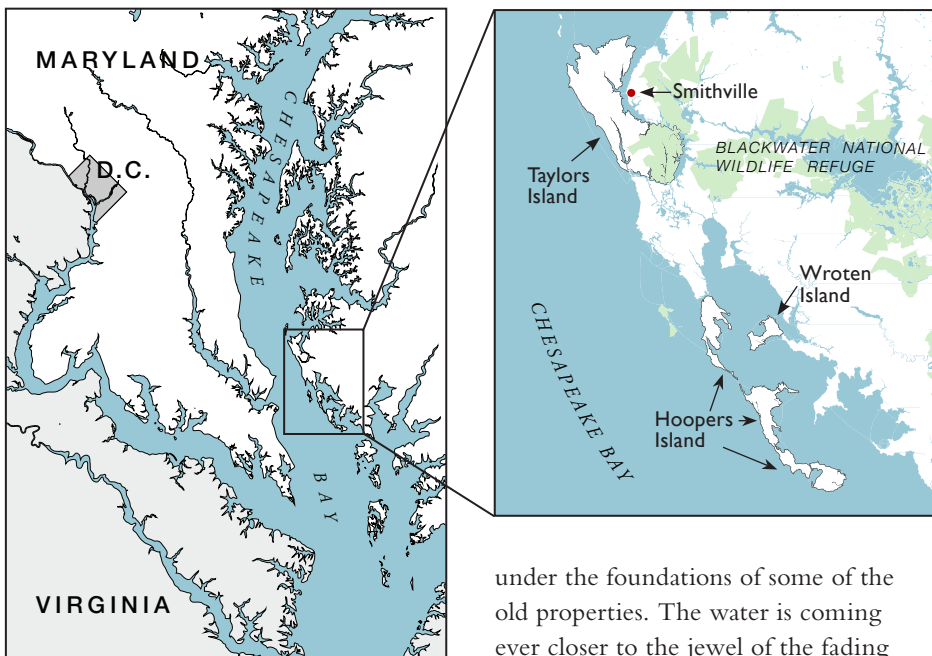 MARYLAND
D.C.
CHESAPEAKE
BAY
VIRGINIA
Smithville
BLACKWATER NATIONAL
WILDLIFE REFUGE
Taylors
Island
Wroten
Island
CHESAPEAKE BAY
Hoopers
Island
under the foundations of some of the
old properties. The water is coming
ever closer to the jewel of the fading